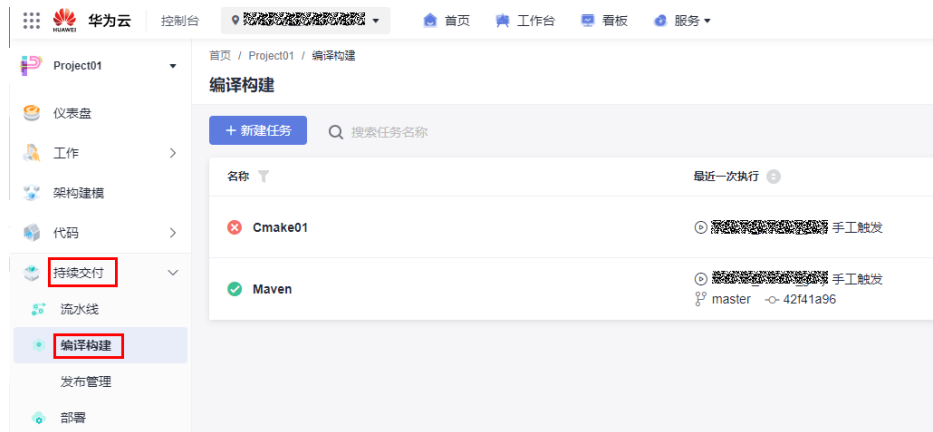 HUAWEI
华为云 控制台 首页 工作台 看板 服务
Project01
首页 / Project01 / 编译构建
编译构建
仪表盘
工作
架构建模
代码
持续交付
流水线
编译构建
发布管理
部署
+ 新建任务 搜索任务名称
名称 最近一次执行
Cmake01 手工触发
Maven 手工触发
master 42f41a96